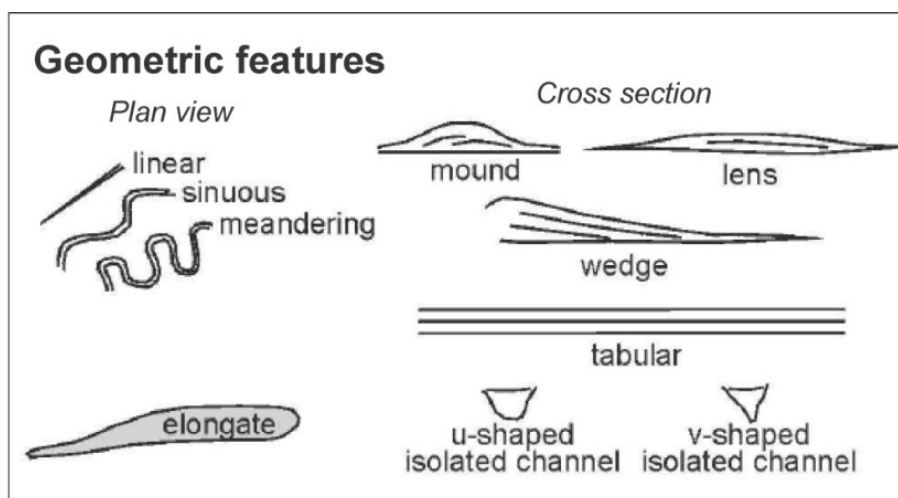 Geometric features
Plan view
linear
sinuous
meandering
elongate
Cross section
mound
lens
wedge
tabular
u-shaped
isolated channel
v-shaped
isolated channel